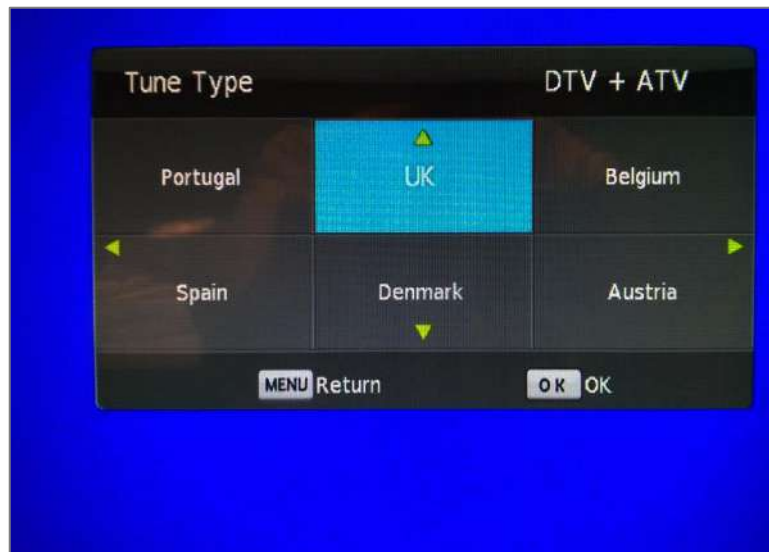 Tune Type DTV + ATV
Portugal UK Belgium
Spain Denmark Austria
MENU Return OK OK